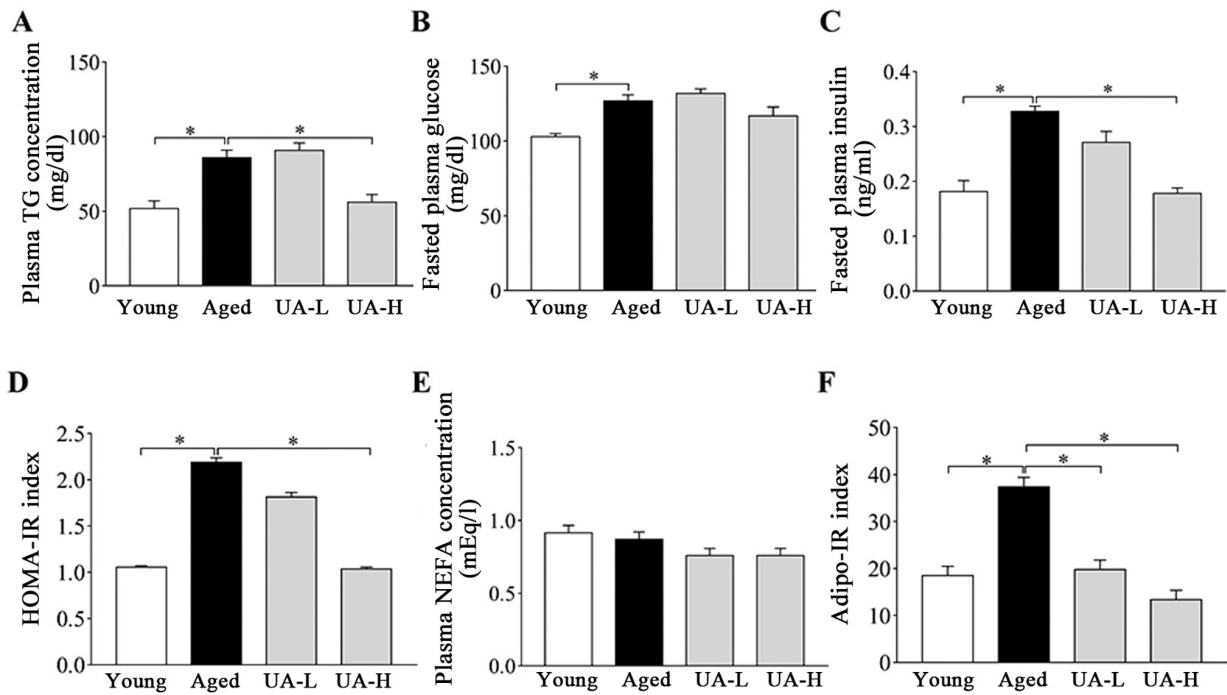 A
Plasma TG concentration
(mg/dl)
150
100
50
0
*
*
Young Aged UA-L UA-H
B
Fasted plasma glucose
(mg/dl)
150
100
50
0
*
Young Aged UA-L UA-H
C
Fasted plasma insulin
(ng/ml)
0.4
0.3
0.2
0.1
0.0
*
*
Young Aged UA-L UA-H
D
HOMA-IR index
2.5
2.0
1.5
1.0
0.5
0.0
*
*
Young Aged UA-L UA-H
E
Plasma NEFA concentration
(mEq/l)
1.5
1.0
0.5
0.0
Young Aged UA-L UA-H
F
Adipo-IR index
50
40
30
20
10
0
*
*
*
Young Aged UA-L UA-H